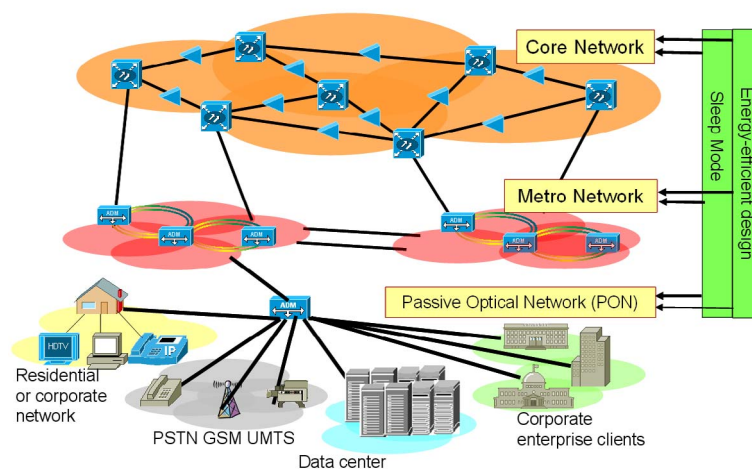 Core Network
Sleep Mode
Energy-efficient design
ADM
Metro Network
ADM
ADM
ADM
ADM
ADM
ADM
Passive Optical Network (PON)
HDTV
IP
Residential
or corporate
network
PSTN GSM UMTS
Data center
Corporate
enterprise clients